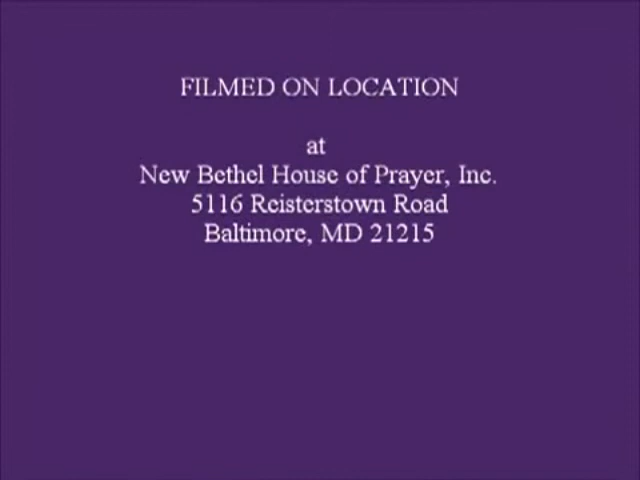 FILMED ON LOCATION
at
New Bethel House of Prayer, Inc.
5116 Reisterstown Road
Baltimore, MD 21215